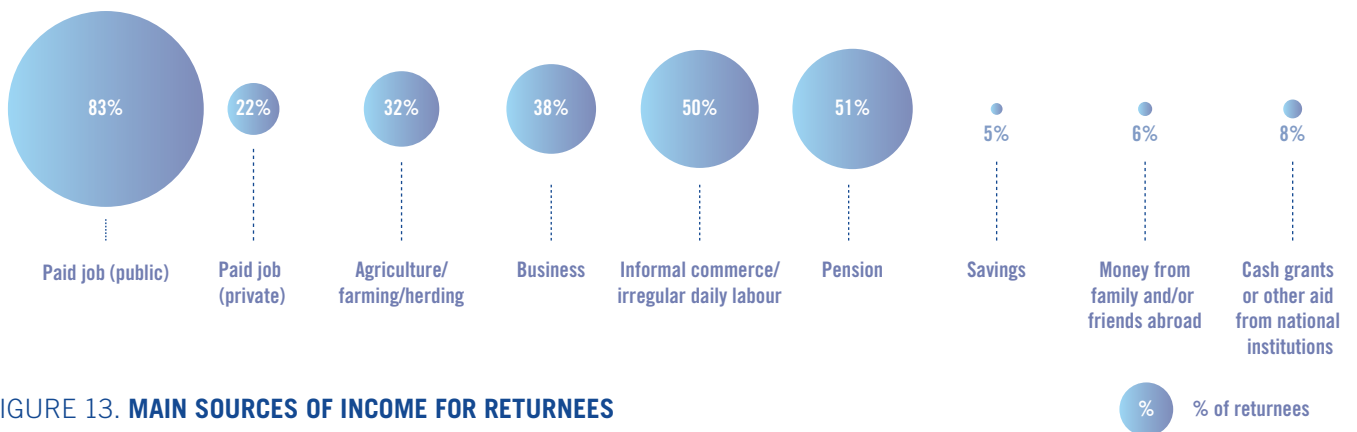 83%
22%
32%
38%
50%
51%
5%
6%
8%
Paid job (public)
Paid job
(private)
Agriculture/
farming/herding
Business
Informal commerce/
irregular daily labour
Pension
Savings
Money from
family and/or
friends abroad
Cash grants
or other aid
from national
institutions
IGURE 13. MAIN SOURCES OF INCOME FOR RETURNEES
% % of returnees